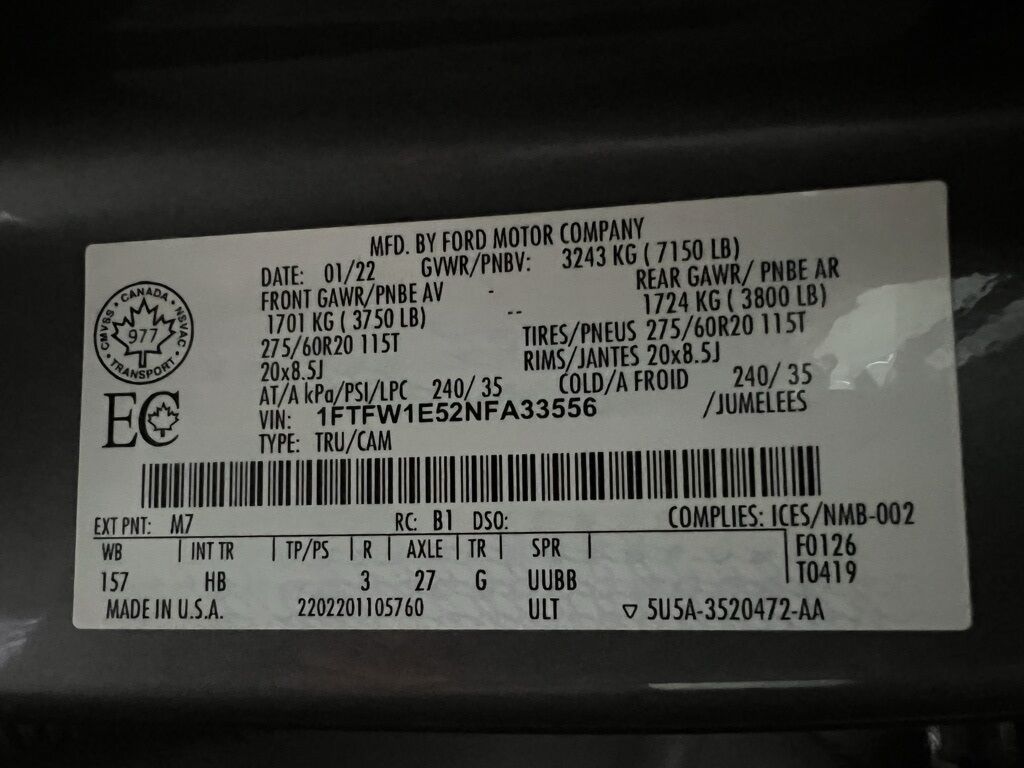 MFD. BY FORD MOTOR COMPANY
DATE: 01/22 GVWR/PNBV: 3243 KG ( 7150 LB)
FRONT GAWR/PNBE AV - REAR GAWR/ PNBE AR
1701 KG ( 3750 LB) -- 1724 KG ( 3800 LB)
275/60R20 115T TIRES/PNEUS 275/60R20 115T
20x8.5J RIMS/JANTES 20x8.5J
AT/A kPa/PSI/LPC 240/ 35 COLD/A FROID 240/ 35
VIN: 1FTFW1E52NFA33556 /JUMELEES
TYPE: TRU/CAM
CANADA
CMVSS 977 NSVAC
TRANSPORT
EC
EXT PNT: M7 RC: B1 DSO: COMPLIES: ICES/NMB-002
WB | INT TR | TP/PS | R | AXLE | TR | SPR | F0126
157 HB 3 27 G UUBB T0419
MADE IN U.S.A. 2202201105760 ULT ▽ 5U5A-3520472-AA